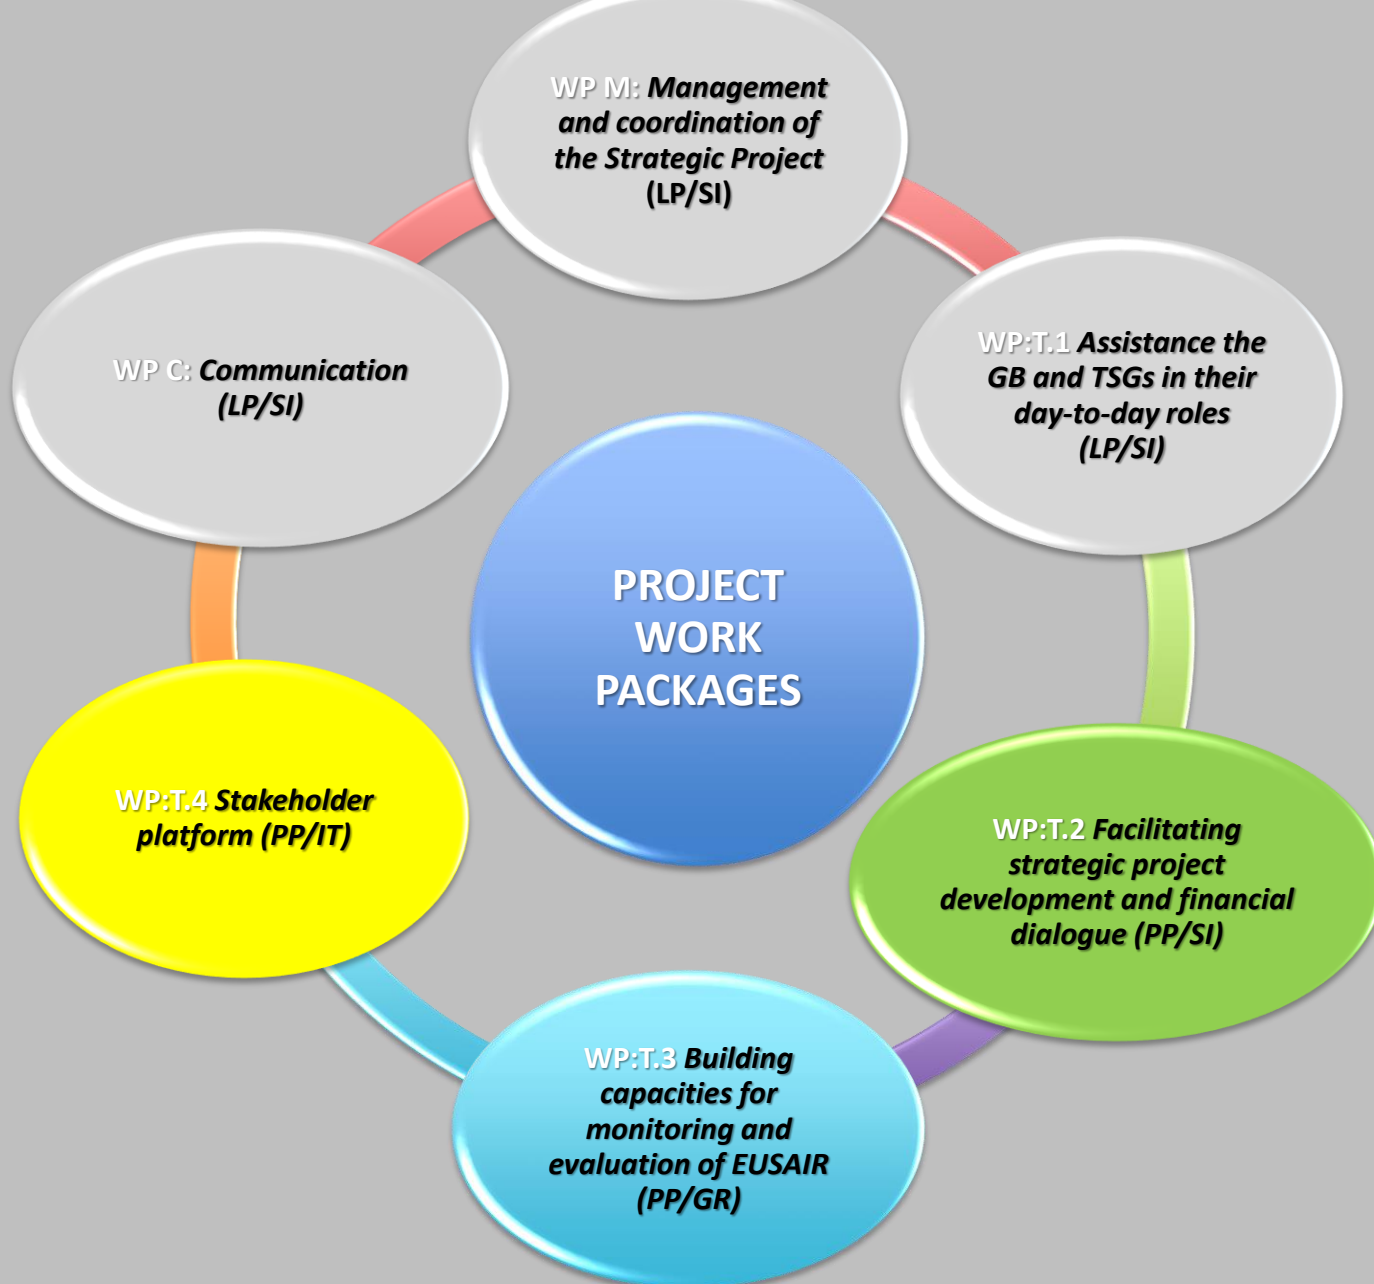 WP M: Management
and coordination of
the Strategic Project
(LP/SI)
WP:T.1 Assistance the
GB and TSGs in their
day-to-day roles
(LP/SI)
WP C: Communication
(LP/SI)
PROJECT
WORK
PACKAGES
WP:T.4 Stakeholder
platform (PP/IT)
WP:T.2 Facilitating
strategic project
development and financial
dialogue (PP/SI)
WP:T.3 Building
capacities for
monitoring and
evaluation of EUSAIR
(PP/GR)